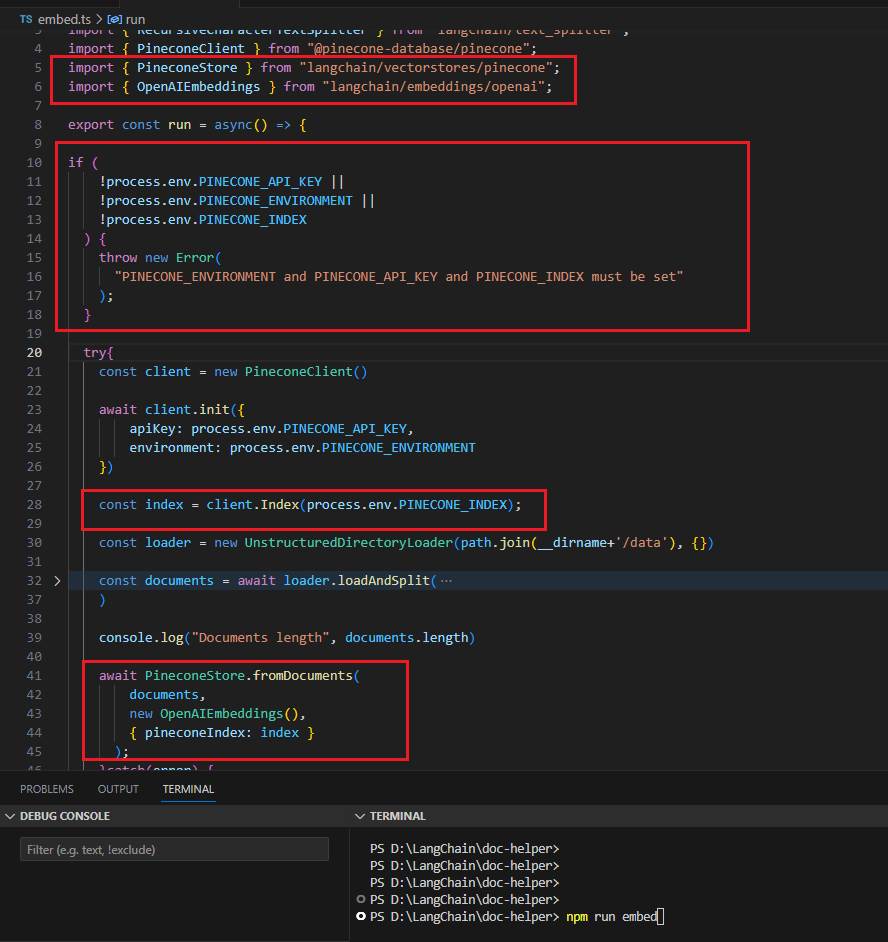 TS embed.ts > run
3 import { RecursiveCharacterTextSplitter } from "langchain/text_splitter";
4 import { PineconeClient } from "@pinecone-database/pinecone";
5 import { PineconeStore } from "langchain/vectorstores/pinecone";
6 import { OpenAIEmbeddings } from "langchain/embeddings/openai";
7
8 export const run = async() => {
9
10 if (
11 !process.env.PINECONE_API_KEY ||
12 !process.env.PINECONE_ENVIRONMENT ||
13 !process.env.PINECONE_INDEX
14 ) {
15 throw new Error(
16 "PINECONE_ENVIRONMENT and PINECONE_API_KEY and PINECONE_INDEX must be set"
17 );
18 }
19
20 try{
21 const client = new PineconeClient()
22
23 await client.init({
24 apiKey: process.env.PINECONE_API_KEY,
25 environment: process.env.PINECONE_ENVIRONMENT
26 })
27
28 const index = client.Index(process.env.PINECONE_INDEX);
29
30 const loader = new UnstructuredDirectoryLoader(path.join(__dirname+'/data'), {})
31
32 const documents = await loader.loadAndSplit( ···
37 )
38
39 console.log("Documents length", documents.length)
40
41 await PineconeStore.fromDocuments(
42 documents,
43 new OpenAIEmbeddings(),
44 { pineconeIndex: index }
45 );
46 }catch(error) {
PROBLEMS OUTPUT TERMINAL
DEBUG CONSOLE
Filter (e.g. text, !exclude)
TERMINAL
PS D:\LangChain\doc-helper>
PS D:\LangChain\doc-helper>
PS D:\LangChain\doc-helper>
PS D:\LangChain\doc-helper>
PS D:\LangChain\doc-helper> npm run embed